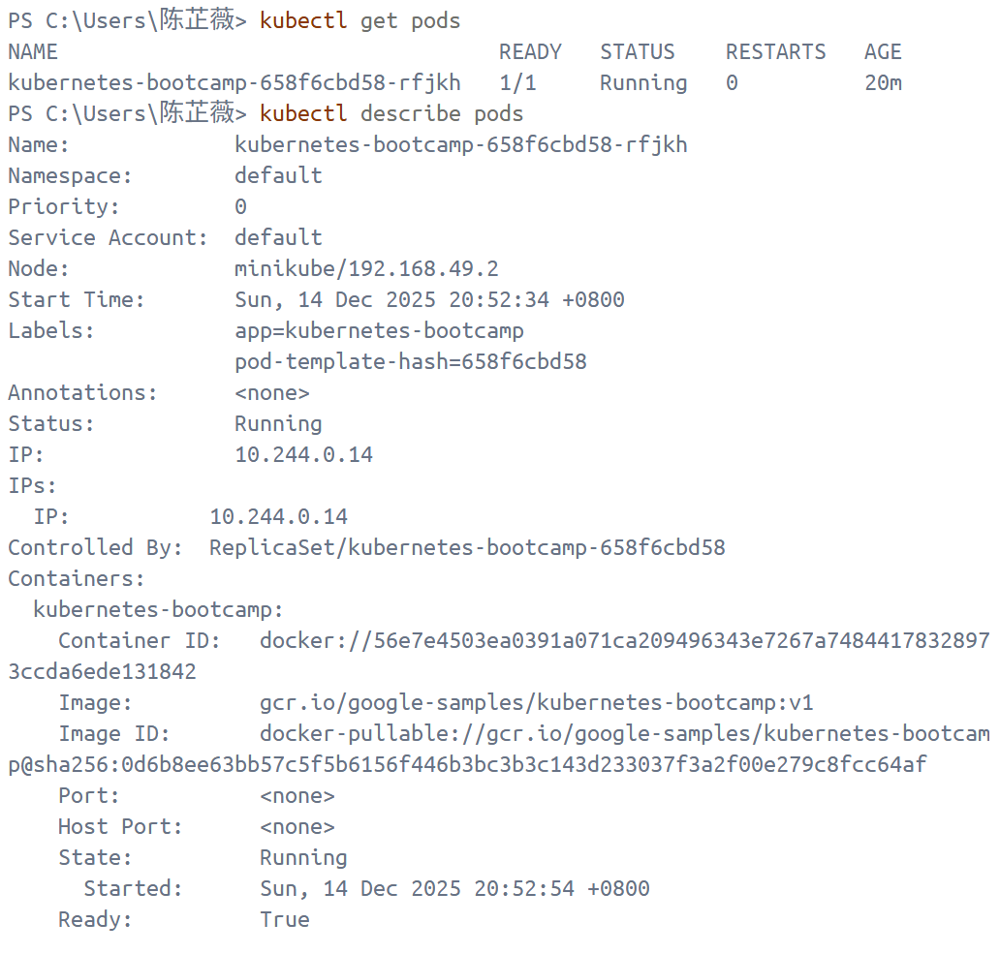 PS C:\Users\陈芷薇> kubectl get pods
NAME                                   READY   STATUS    RESTARTS   AGE
kubernetes-bootcamp-658f6cbd58-rfjkh   1/1     Running   0          20m
PS C:\Users\陈芷薇> kubectl describe pods
Name:             kubernetes-bootcamp-658f6cbd58-rfjkh
Namespace:        default
Priority:         0
Service Account:  default
Node:             minikube/192.168.49.2
Start Time:       Sun, 14 Dec 2025 20:52:34 +0800
Labels:           app=kubernetes-bootcamp
                  pod-template-hash=658f6cbd58
Annotations:      <none>
Status:           Running
IP:               10.244.0.14
IPs:
  IP:           10.244.0.14
Controlled By:  ReplicaSet/kubernetes-bootcamp-658f6cbd58
Containers:
  kubernetes-bootcamp:
    Container ID:   docker://56e7e4503ea0391a071ca209496343e7267a7484417832897
3ccda6ede131842
    Image:          gcr.io/google-samples/kubernetes-bootcamp:v1
    Image ID:       docker-pullable://gcr.io/google-samples/kubernetes-bootcam
p@sha256:0d6b8ee63bb57c5f5b6156f446b3bc3b3c143d233037f3a2f00e279c8fcc64af
    Port:           <none>
    Host Port:      <none>
    State:          Running
      Started:      Sun, 14 Dec 2025 20:52:54 +0800
    Ready:          True